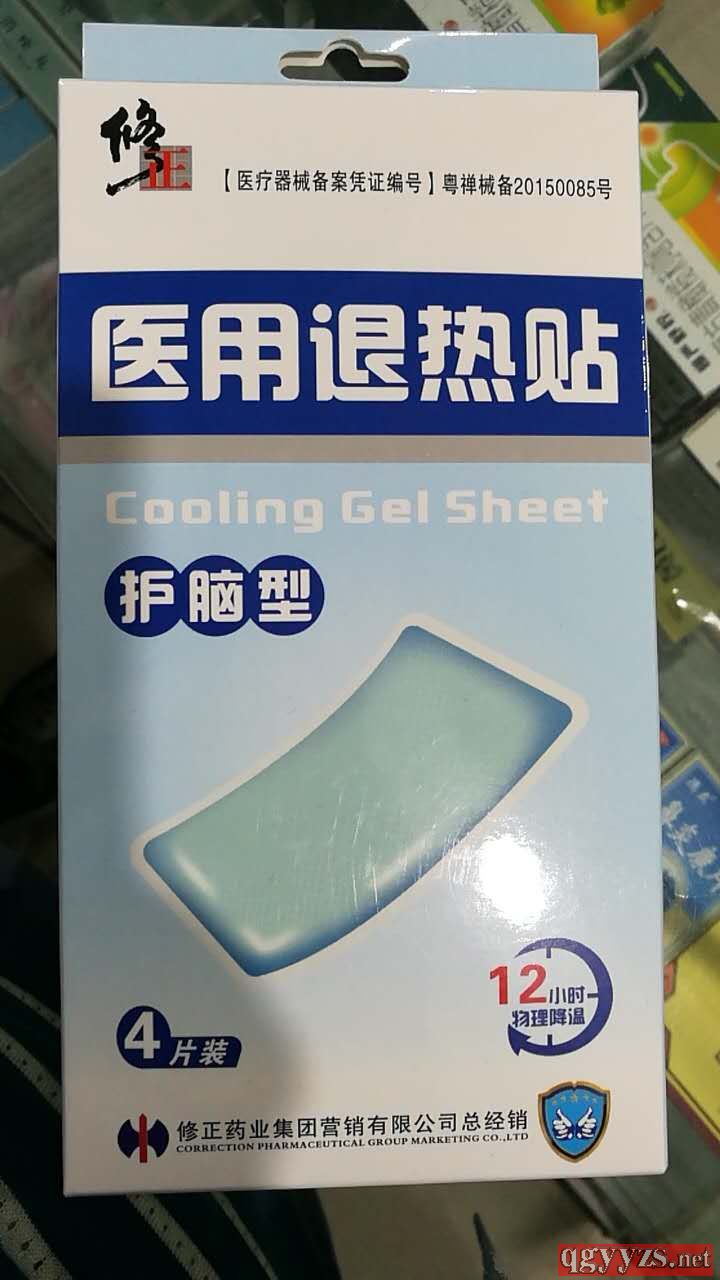 修正
【医疗器械备案凭证编号】粤禅械备20150085号
医用退热贴
Cooling Gel Sheet
护脑型
12小时
物理降温
4片装
修正药业集团营销有限公司总经销
CORRECTION PHARMACEUTICAL GROUP MARKETING CO.,LTD
qgyyzs.net